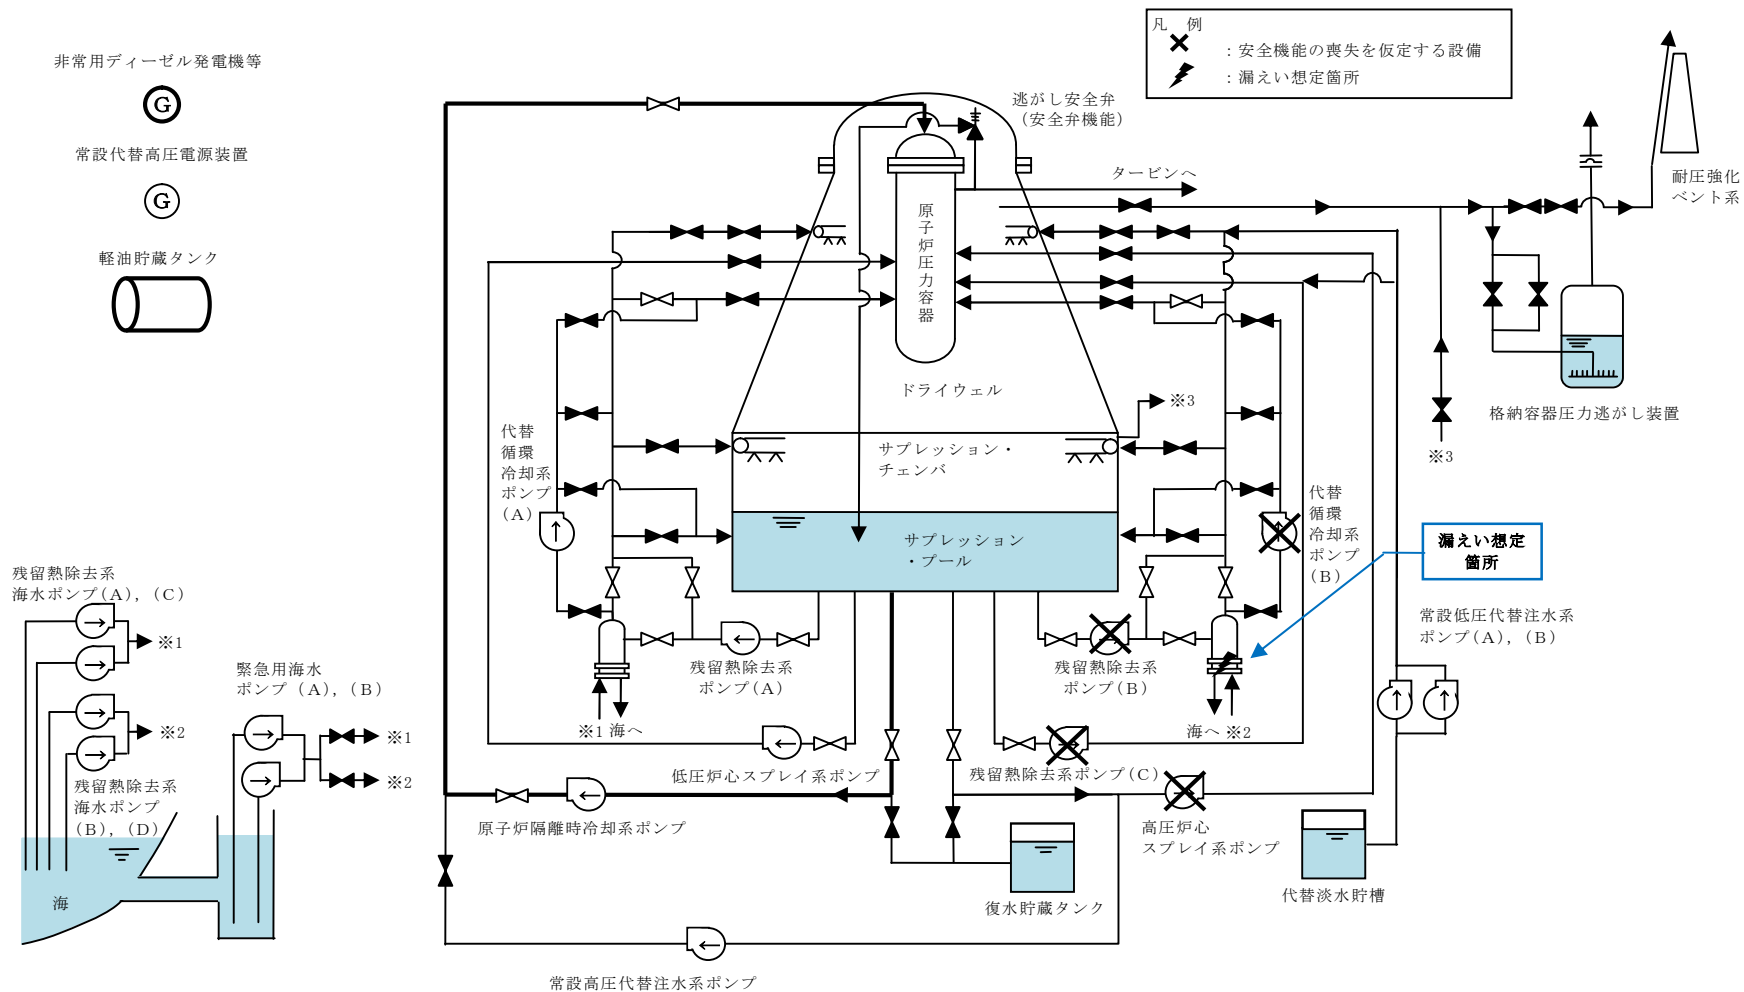 凡 例
：安全機能の喪失を仮定する設備
：漏えい想定箇所
非常用ディーゼル発電機等
G
常設代替高圧電源装置
G
軽油貯蔵タンク
逃がし安全弁
（安全弁機能）
タービンへ
耐圧強化
ベント系
原子炉圧力容器
ドライウェル
※3
格納容器圧力逃がし装置
※3
サプレッション・
チェンバ
サプレッション
・プール
代替
循環
冷却系
ポンプ
(A)
代替
循環
冷却系
ポンプ
(B)
漏えい想定
箇所
残留熱除去系
海水ポンプ(A)，(C)
※1
※2
残留熱除去系
海水ポンプ
(B)，(D)
海
緊急用海水
ポンプ（A)，(B)
※1
※2
残留熱除去系
ポンプ(A)
※1 海へ
残留熱除去系
ポンプ(B)
海へ ※2
常設低圧代替注水系
ポンプ(A)，(B)
低圧炉心スプレイ系ポンプ
残留熱除去系ポンプ(C)
原子炉隔離時冷却系ポンプ
高圧炉心
スプレイ系ポンプ
復水貯蔵タンク
代替淡水貯槽
常設高圧代替注水系ポンプ